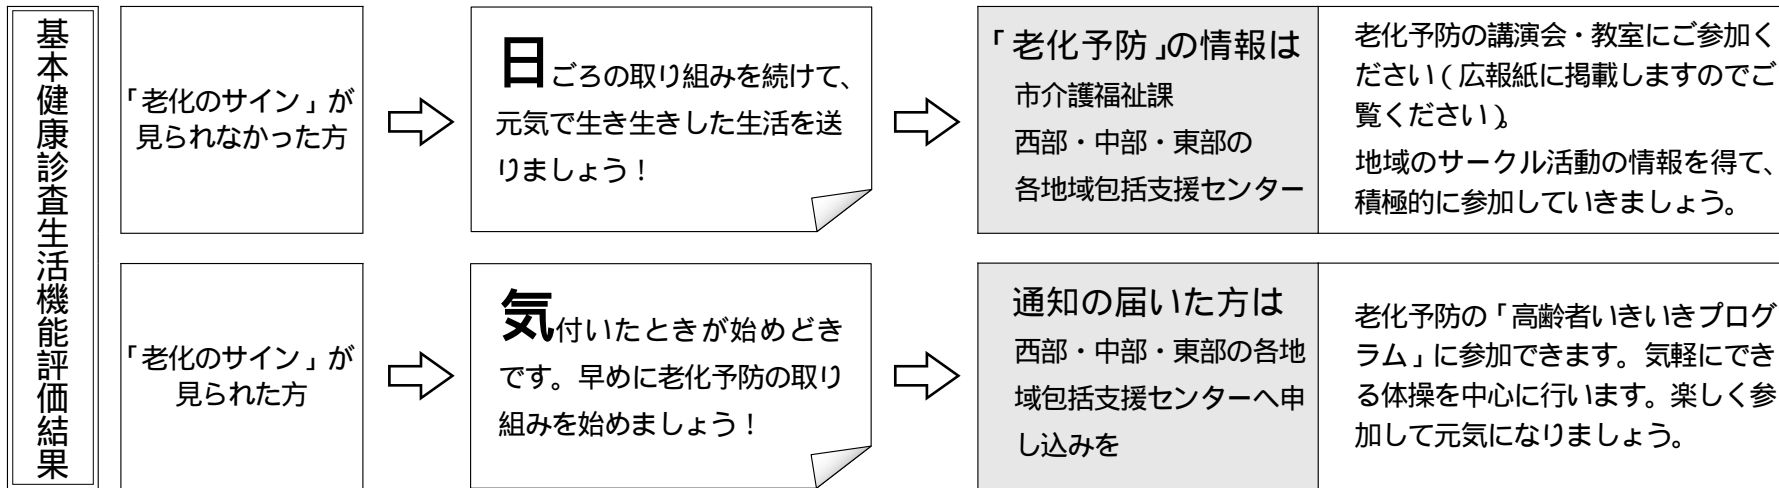 基本健康診査生活機能評価結果
「老化のサイン」が
見られなかった方
日ごろの取り組みを続けて、
元気で生き生きした生活を送
りましょう！
「老化予防」の情報は
市介護福祉課
西部・中部・東部の
各地域包括支援センター
老化予防の講演会・教室にご参加く
ださい(広報紙に掲載しますのでご
覧ください)。
地域のサークル活動の情報を得て、
積極的に参加していきましょう。
「老化のサイン」が
見られた方
気付いたときが始めどき
です。早めに老化予防の取り
組みを始めましょう！
通知の届いた方は
西部・中部・東部の各地
域包括支援センターへ申
し込みを
老化予防の「高齢者いきいきプログ
ラム」に参加できます。気軽にでき
る体操を中心に行います。楽しく参
加して元気になりましょう。